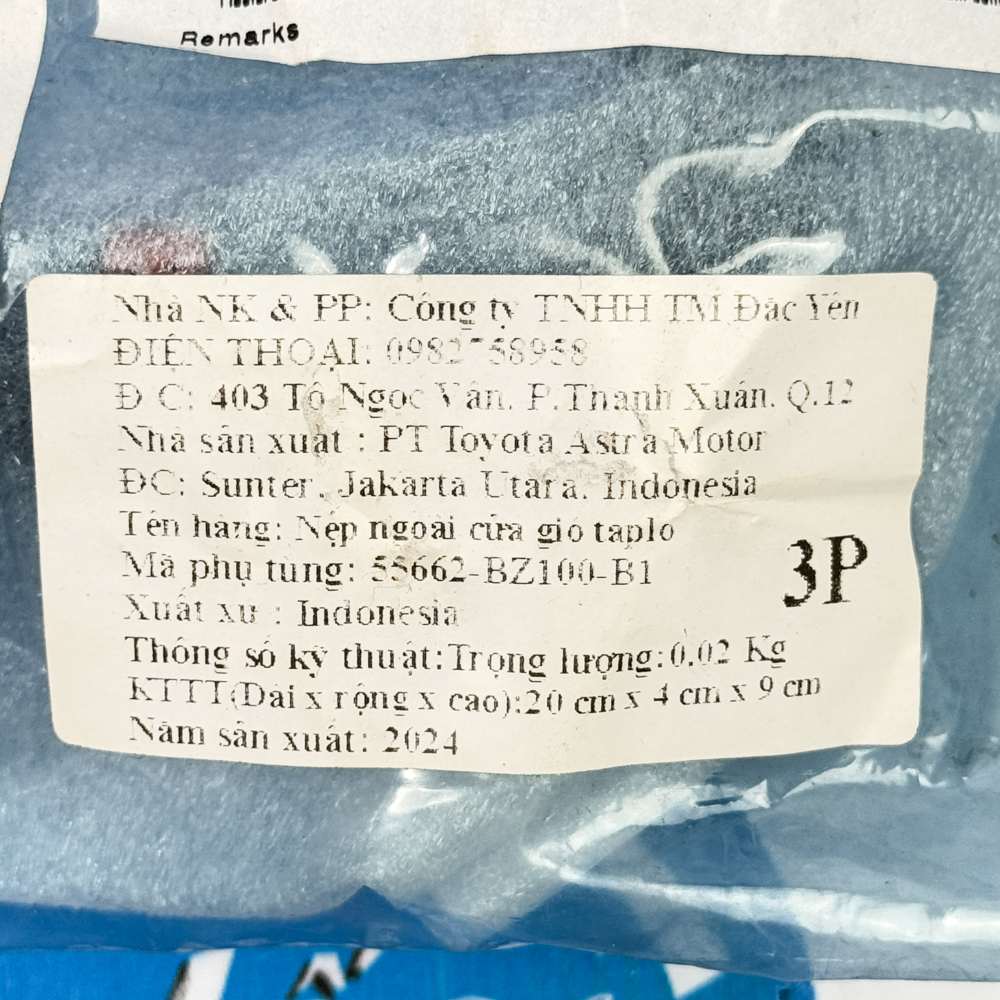 Remarks
Nhà NK & PP: Công ty TNHH TM Đắc Yên
ĐIỆN THOẠI:
Đ C: 403 Tô Ngọc Vân. P.Thạnh Xuân. Q.12
Nhà sản xuất : PT Toyota Astra Motor
ĐC: Sunter, Jakarta Utara, Indonesia
Tên hàng: Nẹp ngoài cửa gió taplo
Mã phụ tùng: 55662-BZ100-B1
3P
Xuất xứ : Indonesia
Thông số kỹ thuật:Trọng lượng:0.02 Kg
KTTT(Dài x rộng x cao):20 cm x 4 cm x 9 cm
Năm sản xuất: 2024